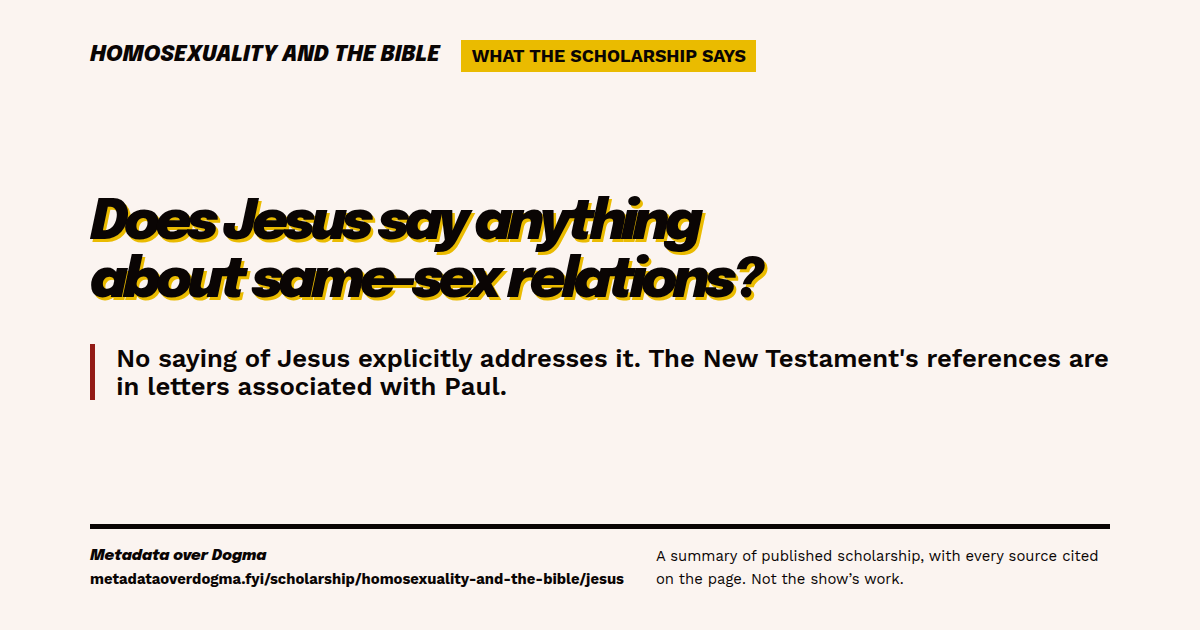 HOMOSEXUALITY AND THE BIBLE
WHAT THE SCHOLARSHIP SAYS
Does Jesus say anything
about same-sex relations?
No saying of Jesus explicitly addresses it. The New Testament's references are
in letters associated with Paul.
Metadata over Dogma
metadataoverdogma.fyi/scholarship/homosexuality-and-the-bible/jesus
A summary of published scholarship, with every source cited
on the page. Not the show’s work.